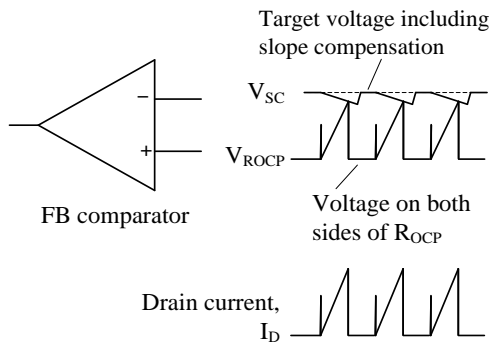 Target voltage including
slope compensation
V_SC
−
+
V_ROCP
FB comparator
Voltage on both
sides of R_OCP
Drain current,
I_D